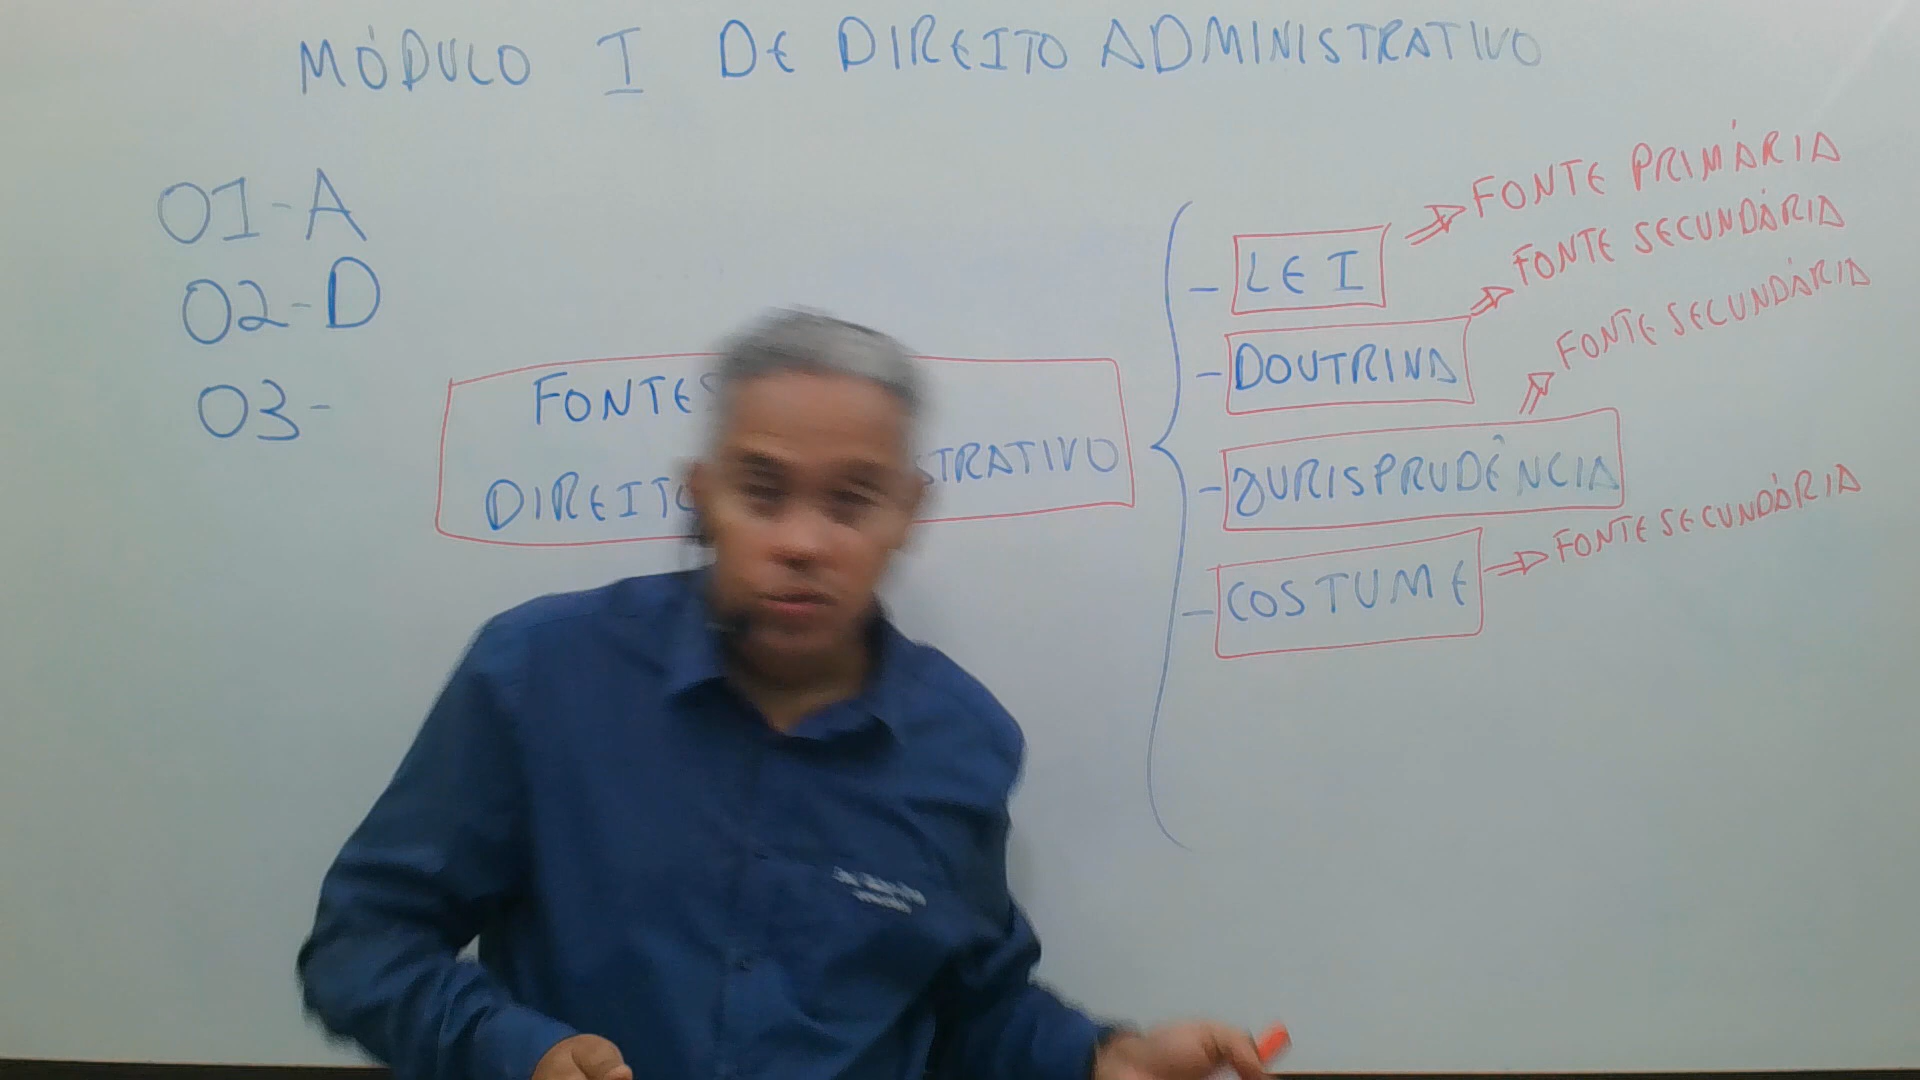 MÓDULO I DE DIREITO ADMINISTRATIVO
01-A
02-D
03-
FONTES
DIREITO STRATIVO
- LEI ⇒ FONTE PRIMÁRIA
- DOUTRINA ⇒ FONTE SECUNDÁRIA
- JURISPRUDÊNCIA ⇒ FONTE SECUNDÁRIA
- COSTUME ⇒ FONTE SECUNDÁRIA